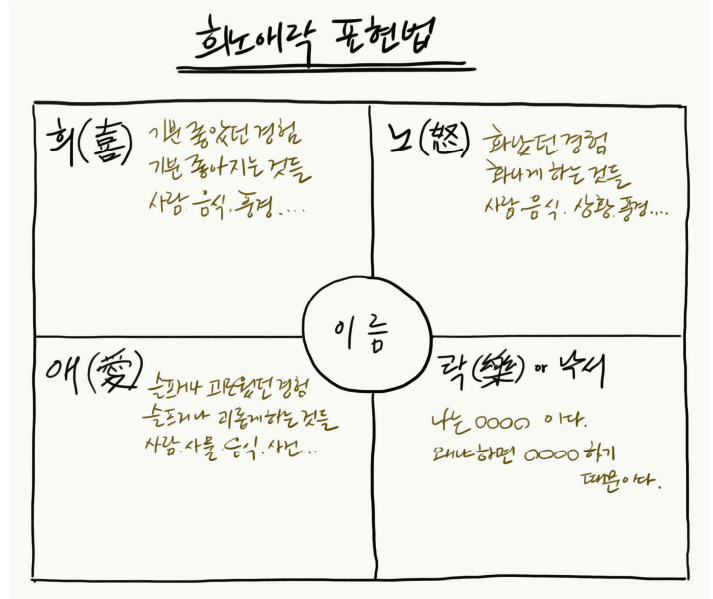 희노애락 표현법
희(喜) 기분 좋았던 경험
기분 좋아지는 것들
사람. 음식. 풍경....
노(怒) 화났던 경험
화나게 하는 것들
사람. 음식. 상황. 풍경....
이름
애(愛) 슬프거나 괴로웠던 경험
슬프거나 괴롭게 하는 것들
사람. 사물. 음식. 사건...
락(樂) or 낙서
나는 0000 이다.
왜냐하면 0000 하기
때문이다.